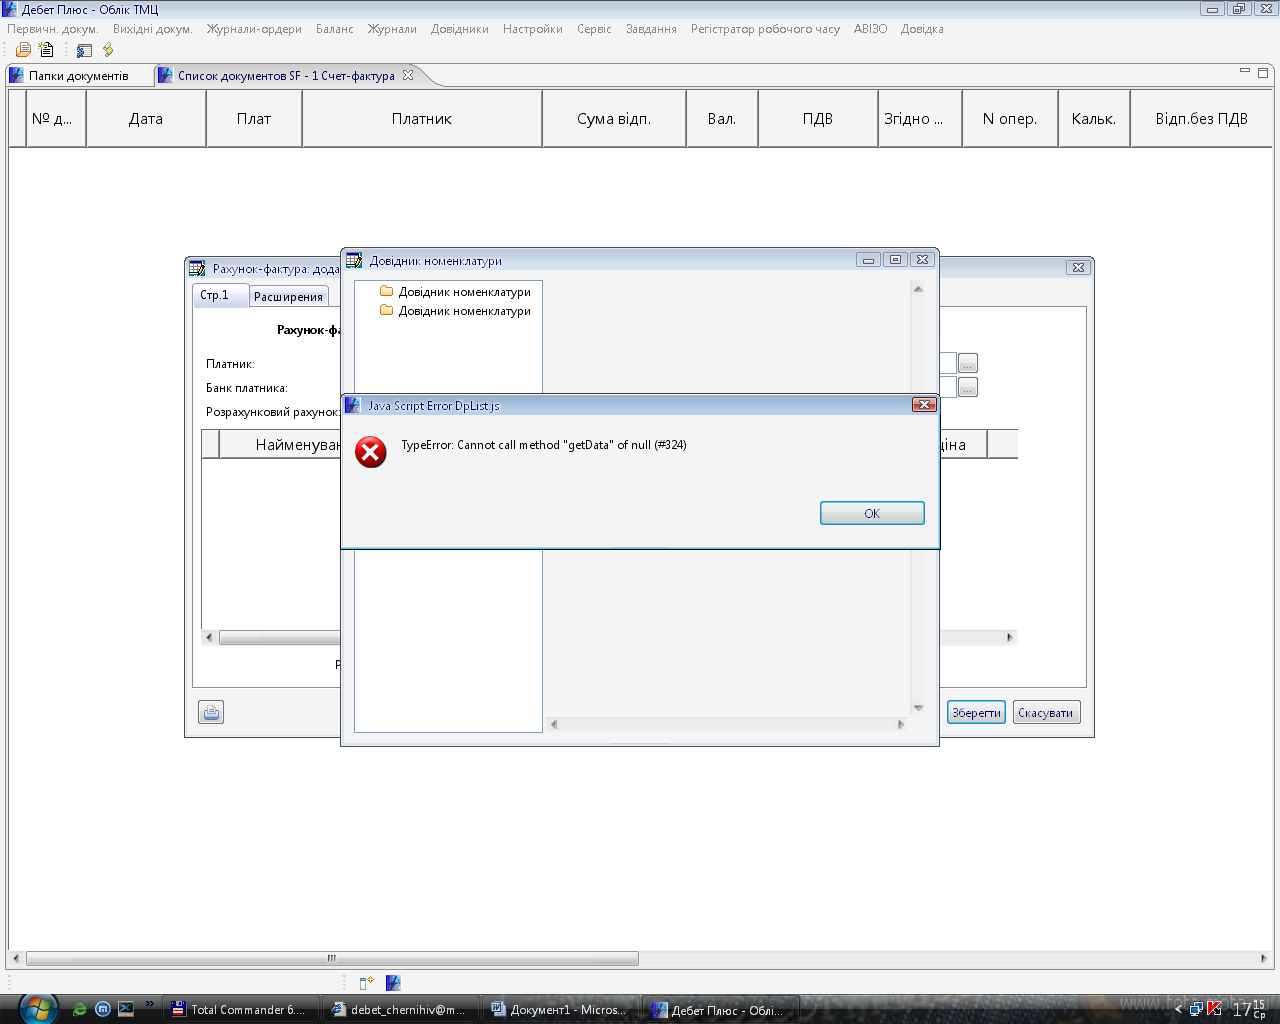 Дебет Плюс - Облік ТМЦ
Первичн. докум. Вихідні докум. Журнали-ордери Баланс Журнали Довідники Настройки Сервіс Завдання Регістратор робочого часу АВІЗО Довідка
Папки документів Список документов SF - 1 Счет-фактура
№ д... Дата Плат Платник Сума відп. Вал. ПДВ Згідно ... N опер. Кальк. Відп.без ПДВ
Рахунок-фактура: дода
Довідник номенклатури
Стр.1 Расширения
Довідник номенклатури
Довідник номенклатури
Рахунок-фа
Платник:
...
Банк платника:
...
Розрахунковий рахунок:
Java Script Error DpList.js
Найменуван
ціна
TypeError: Cannot call method "getData" of null (#324)
OK
Р
Зберегти Скасувати
Total Commander 6.... debet_chernihiv@m... Документ1 - Micros... Дебет Плюс - Облі...
17 15
Ср